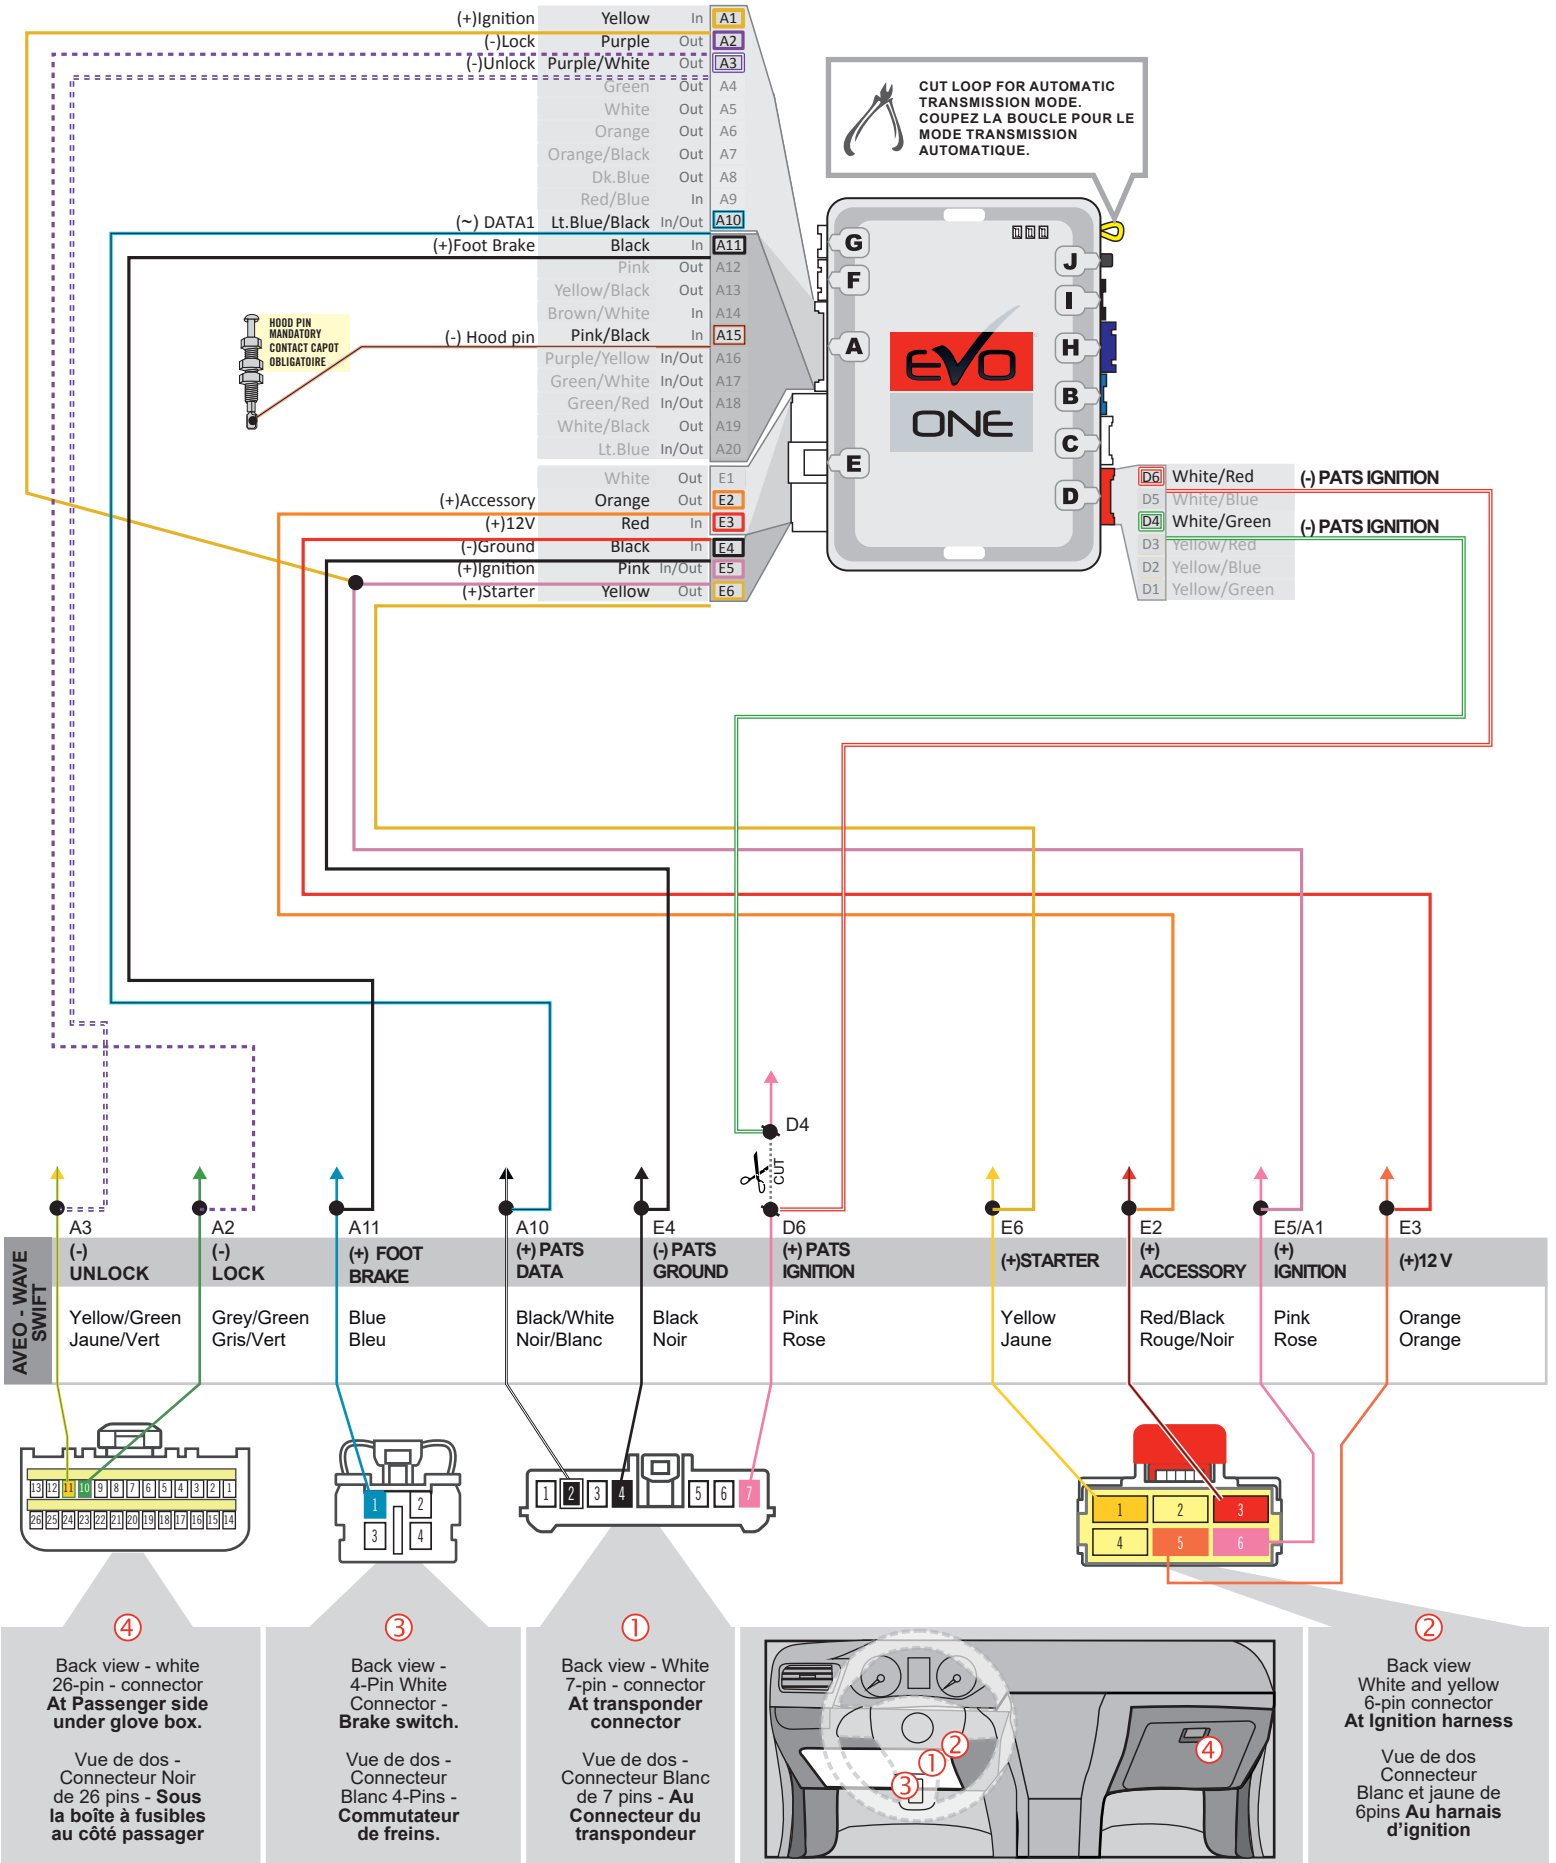 (+)Ignition Yellow In A1
(-)Lock Purple Out A2
(-)Unlock Purple/White Out A3
Green Out A4
White Out A5
Orange Out A6
Orange/Black Out A7
Dk.Blue Out A8
Red/Blue In A9
(~) DATA1 Lt.Blue/Black In/Out A10
(+)Foot Brake Black In A11
Pink Out A12
Yellow/Black Out A13
Brown/White In A14
(-) Hood pin Pink/Black In A15
Purple/Yellow In/Out A16
Green/White In/Out A17
Green/Red In/Out A18
White/Black Out A19
Lt.Blue In/Out A20
White Out E1
(+)Accessory Orange Out E2
(+)12V Red In E3
(-)Ground Black In E4
(+)Ignition Pink In/Out E5
(+)Starter Yellow Out E6
HOOD PIN
MANDATORY
CONTACT CAPOT
OBLIGATOIRE
CUT LOOP FOR AUTOMATIC
TRANSMISSION MODE.
COUPEZ LA BOUCLE POUR LE
MODE TRANSMISSION
AUTOMATIQUE.
G
F
A
E
J
I
H
B
C
D
EVO
ONE
D6 White/Red (-) PATS IGNITION
D5 White/Blue
D4 White/Green (-) PATS IGNITION
D3 Yellow/Red
D2 Yellow/Blue
D1 Yellow/Green
D4
CUT
AVEO - WAVE
SWIFT
A3
(-)
UNLOCK
Yellow/Green
Jaune/Vert
A2
(-)
LOCK
Grey/Green
Gris/Vert
A11
(+) FOOT
BRAKE
Blue
Bleu
A10
(+) PATS
DATA
Black/White
Noir/Blanc
E4
(-) PATS
GROUND
Black
Noir
D6
(+) PATS
IGNITION
Pink
Rose
E6
(+)STARTER
Yellow
Jaune
E2
(+)
ACCESSORY
Red/Black
Rouge/Noir
E5/A1
(+)
IGNITION
Pink
Rose
E3
(+)12 V
Orange
Orange
13 12 11 10 9 8 7 6 5 4 3 2 1
26 25 24 23 22 21 20 19 18 17 16 15 14
1 2
3 4
1 2 3 4 5 6 7
1 2 3
4 5 6
4
Back view - white
26-pin - connector
At Passenger side
under glove box.
Vue de dos -
Connecteur Noir
de 26 pins - Sous
la boîte à fusibles
au côté passager
3
Back view -
4-Pin White
Connector -
Brake switch.
Vue de dos -
Connecteur
Blanc 4-Pins -
Commutateur
de freins.
1
Back view - White
7-pin - connector
At transponder
connector
Vue de dos -
Connecteur Blanc
de 7 pins - Au
Connecteur du
transpondeur
2
1
3
4
2
Back view
White and yellow
6-pin connector
At Ignition harness
Vue de dos
Connecteur
Blanc et jaune de
6pins Au harnais
d'ignition